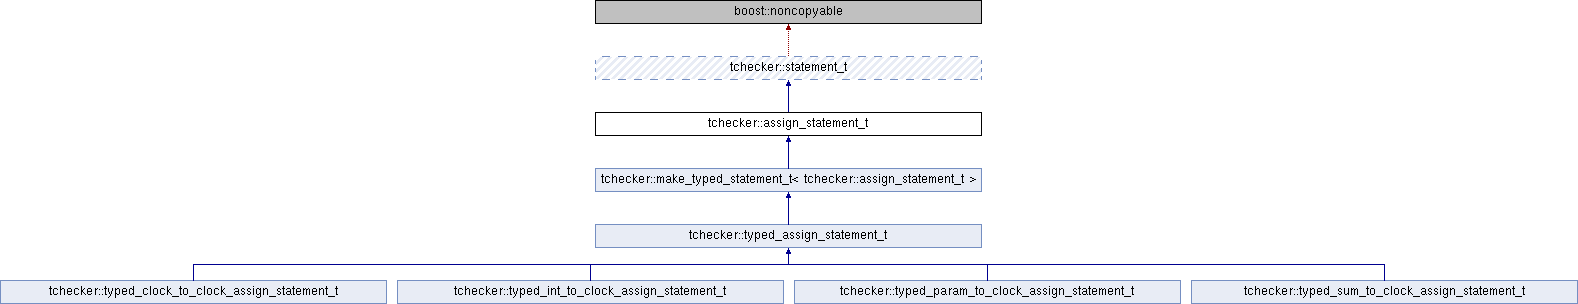 boost::noncopyable
tchecker::statement_t
tchecker::assign_statement_t
tchecker::make_typed_statement_t< tchecker::assign_statement_t >
tchecker::typed_assign_statement_t
tchecker::typed_clock_to_clock_assign_statement_t
tchecker::typed_int_to_clock_assign_statement_t
tchecker::typed_param_to_clock_assign_statement_t
tchecker::typed_sum_to_clock_assign_statement_t